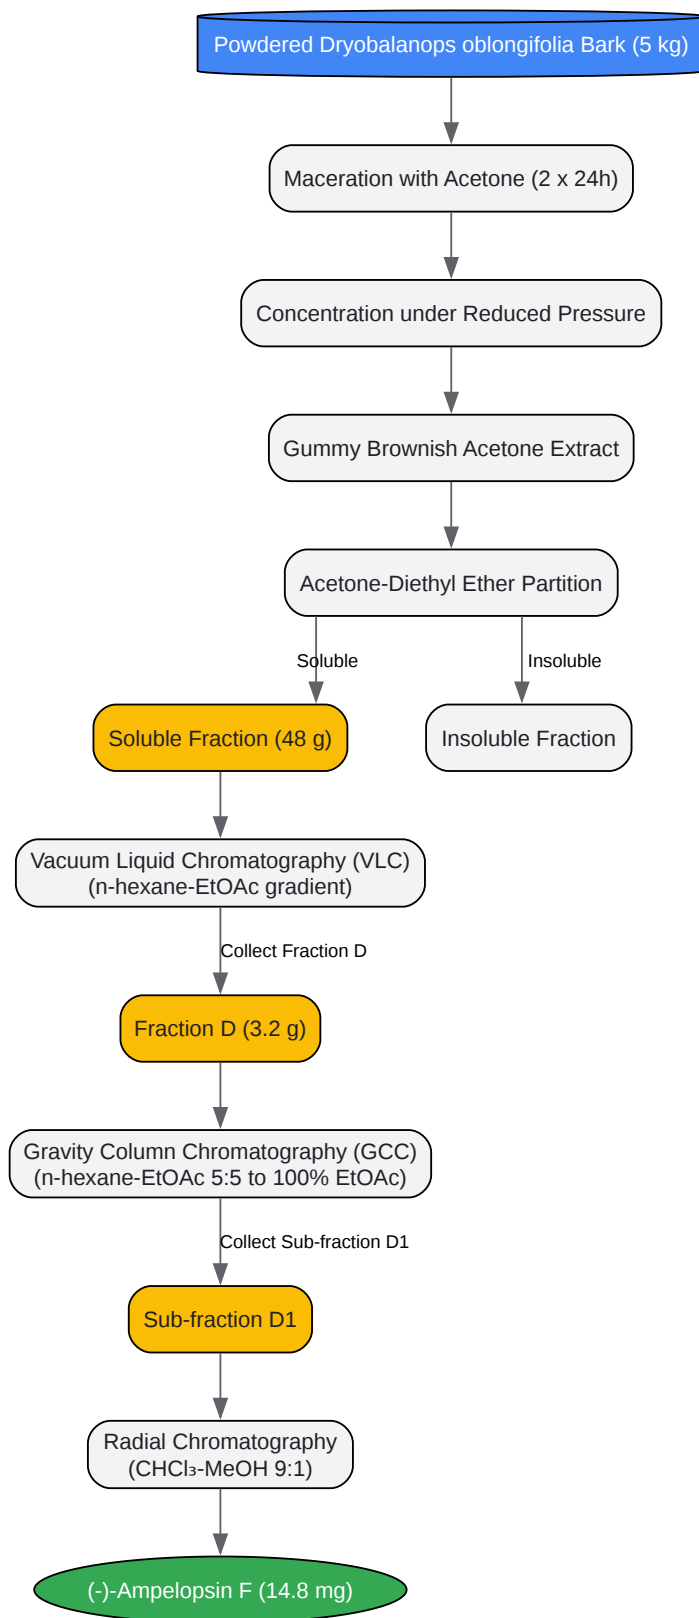 Powdered Dryobalanops oblongifolia Bark (5 kg)
Maceration with Acetone (2 x 24h)
Concentration under Reduced Pressure
Gummy Brownish Acetone Extract
Acetone-Diethyl Ether Partition
Soluble
Insoluble
Soluble Fraction (48 g)
Insoluble Fraction
Vacuum Liquid Chromatography (VLC)
(n-hexane-EtOAc gradient)
Collect Fraction D
Fraction D (3.2 g)
Gravity Column Chromatography (GCC)
(n-hexane-EtOAc 5:5 to 100% EtOAc)
Collect Sub-fraction D1
Sub-fraction D1
Radial Chromatography
(CHCl₃-MeOH 9:1)
(-)-Ampelopsin F (14.8 mg)